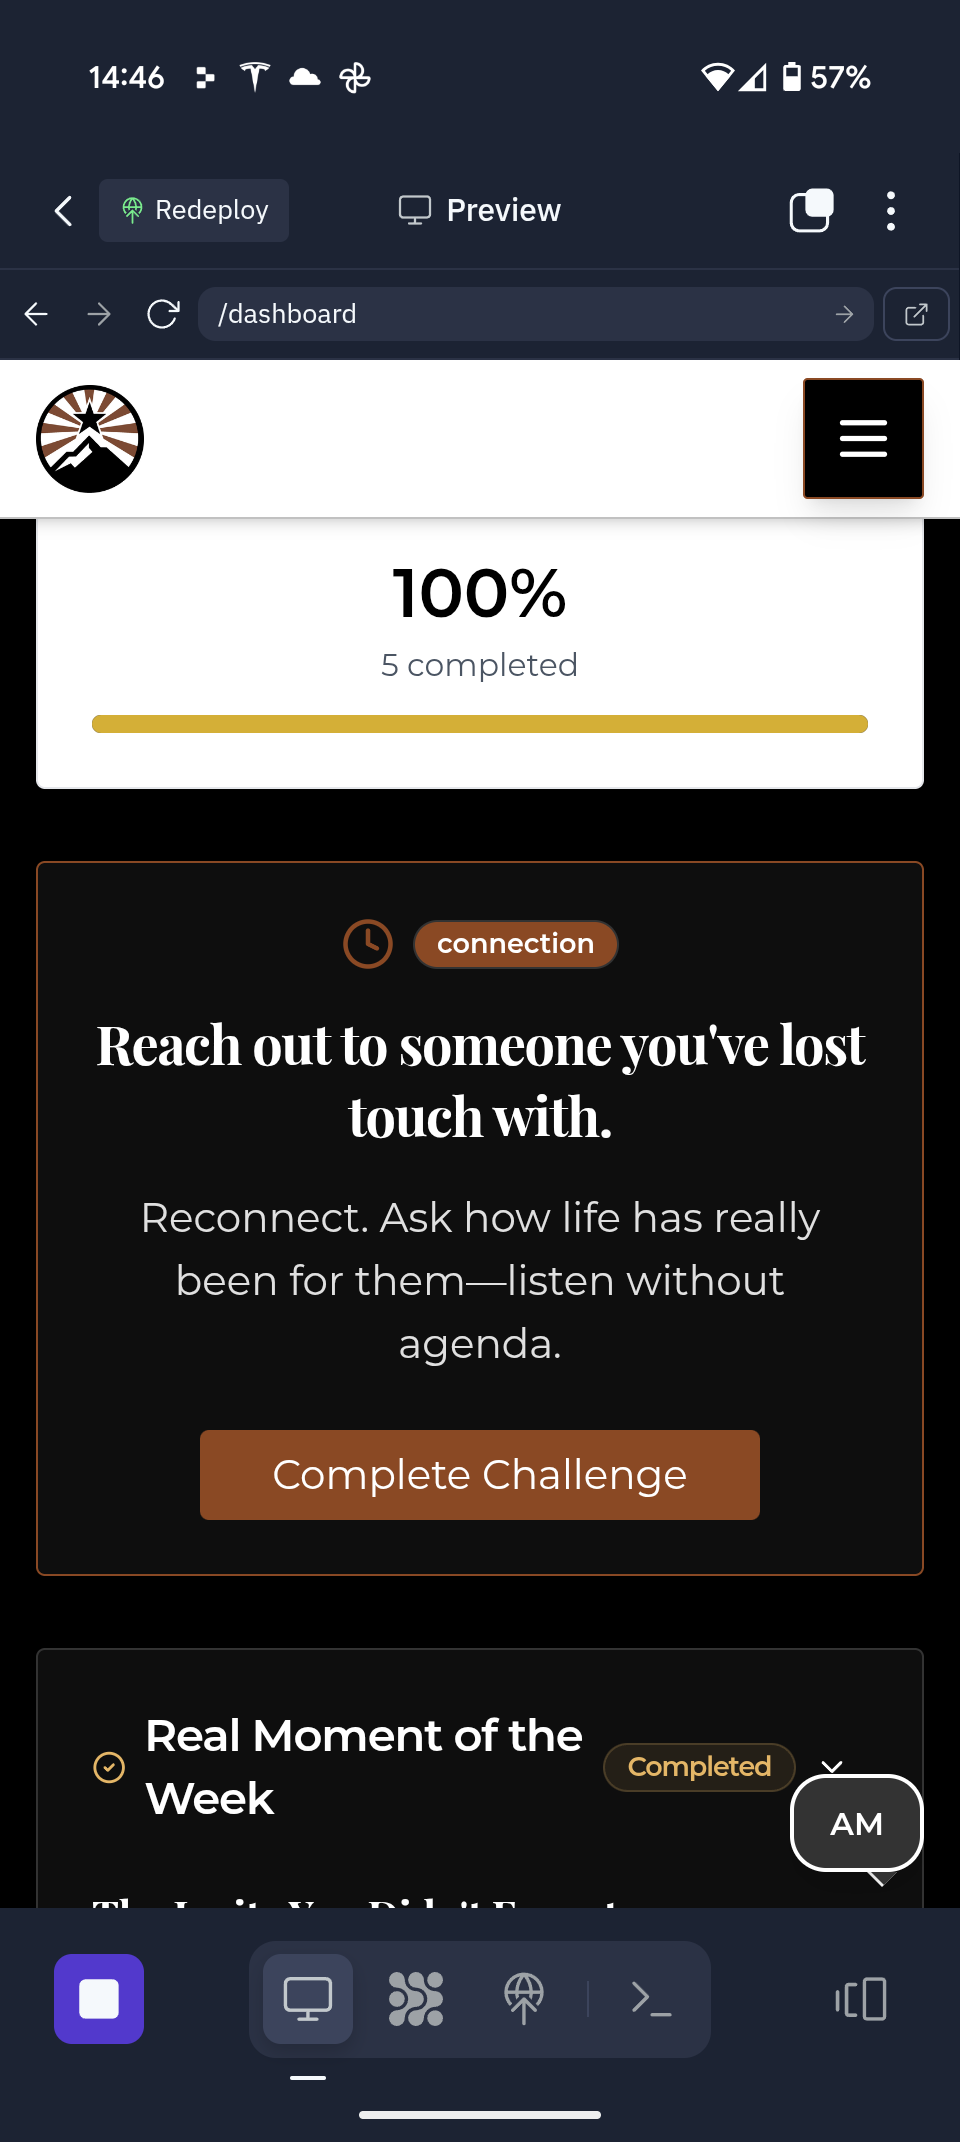 14:46
57%
Redeploy
Preview
/dashboard
100%
5 completed
connection
Reach out to someone you've lost
touch with.
Reconnect. Ask how life has really
been for them—listen without
agenda.
Complete Challenge
Real Moment of the
Week
Completed
AM